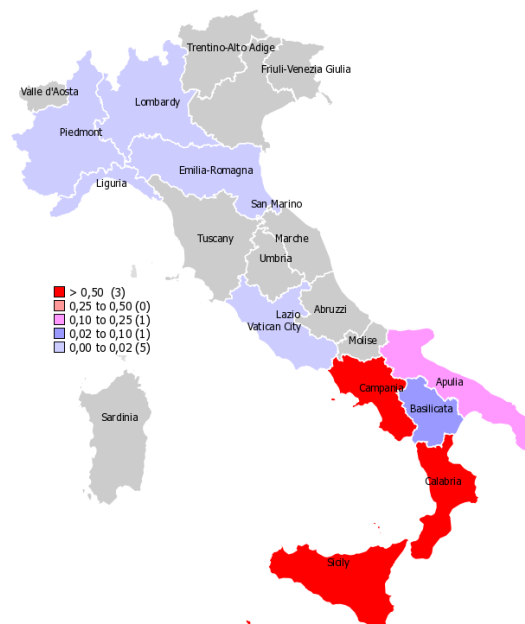 Trentino-Alto Adige
Friuli-Venezia Giulia
Valle d'Aosta
Lombardy
Piedmont
Emilia-Romagna
Liguria
San Marino
Tuscany
Marche
Umbria
> 0,50 (3)
0,25 to 0,50 (0)
0,10 to 0,25 (1)
0,02 to 0,10 (1)
0,00 to 0,02 (5)
Abruzzi
Lazio
Vatican City
Molise
Apulia
Campania
Basilicata
Sardinia
Calabria
Sicily